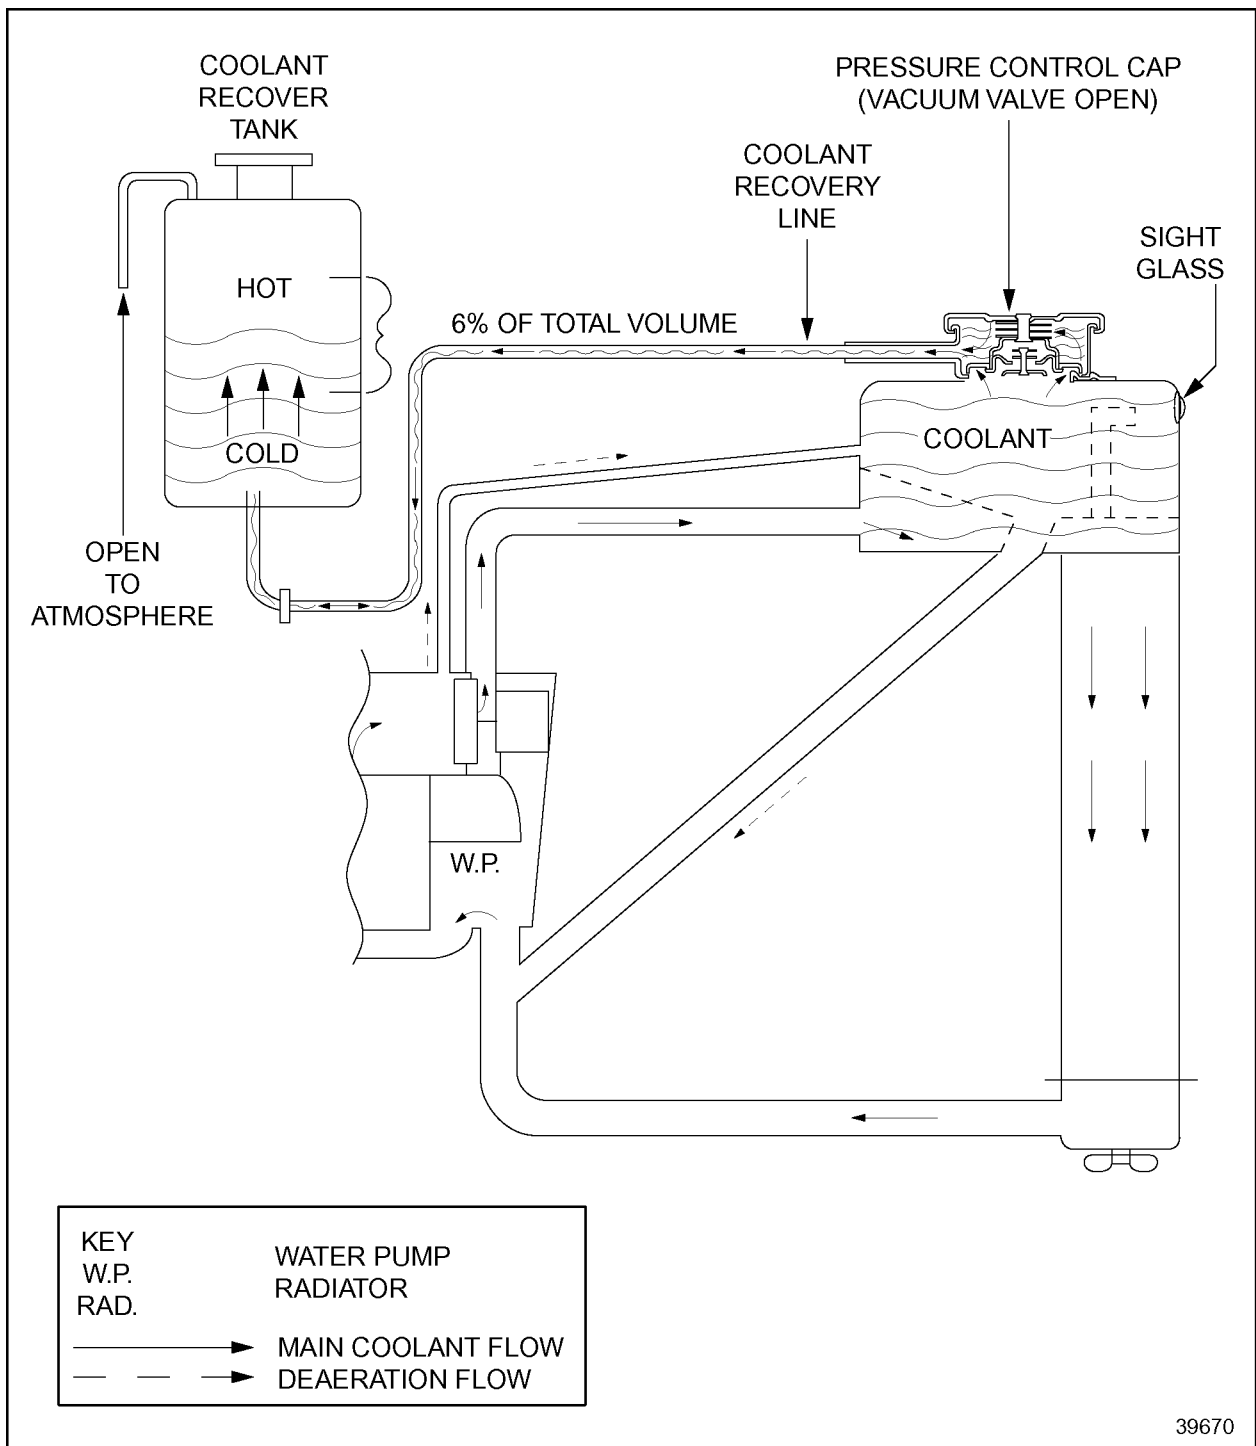 COOLANT
RECOVER
TANK
PRESSURE CONTROL CAP
(VACUUM VALVE OPEN)
COOLANT
RECOVERY
LINE
SIGHT
GLASS
HOT
6% OF TOTAL VOLUME
COLD
COOLANT
OPEN
TO
ATMOSPHERE
W.P.
KEY
W.P. WATER PUMP
RAD. RADIATOR
MAIN COOLANT FLOW
DEAERATION FLOW
39670